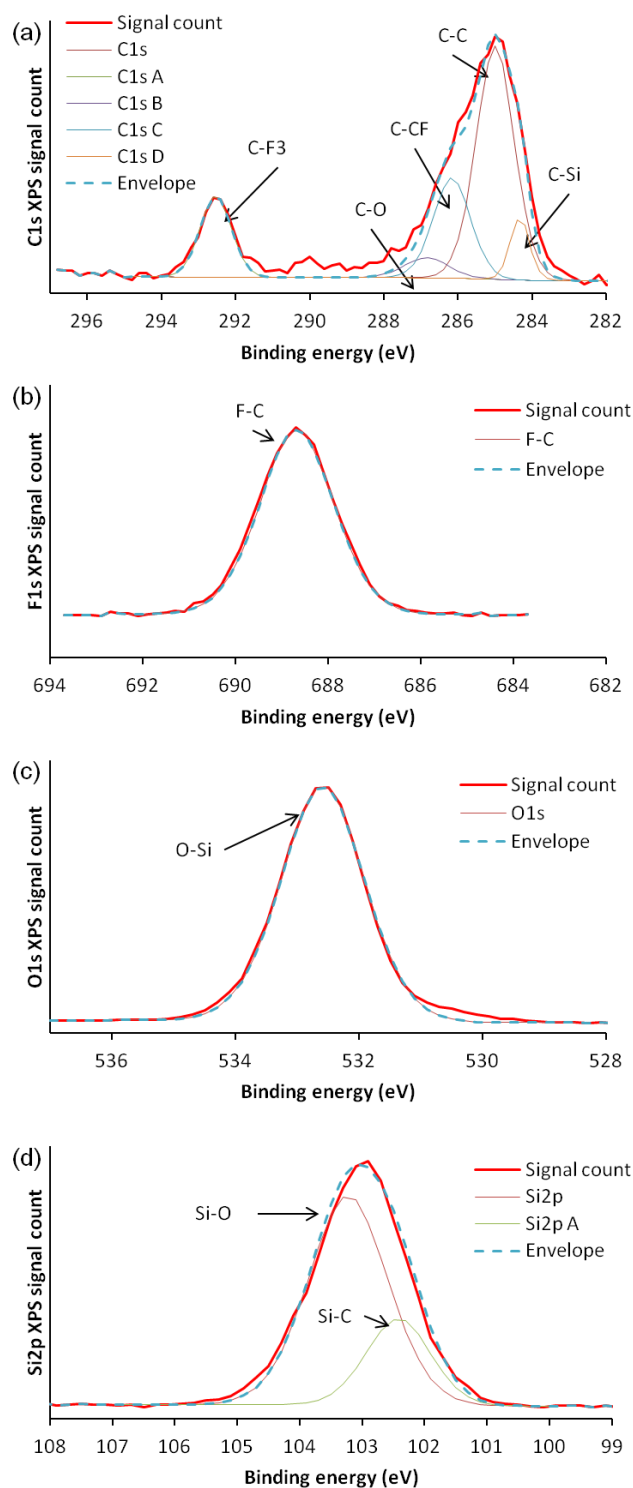 (a)
Signal count
C1s
C1s A
C1s B
C1s C
C1s D
Envelope
C-C
C-F3
C-CF
C-Si
C-O
C1s XPS signal count
296 294 292 290 288 286 284 282
Binding energy (eV)
(b)
F-C
Signal count
F-C
Envelope
F1s XPS signal count
694 692 690 688 686 684 682
Binding energy (eV)
(c)
Signal count
O1s
Envelope
O-Si
O1s XPS signal count
536 534 532 530 528
Binding energy (eV)
(d)
Signal count
Si2p
Si2p A
Envelope
Si-O
Si-C
Si2p XPS signal count
108 107 106 105 104 103 102 101 100 99
Binding energy (eV)